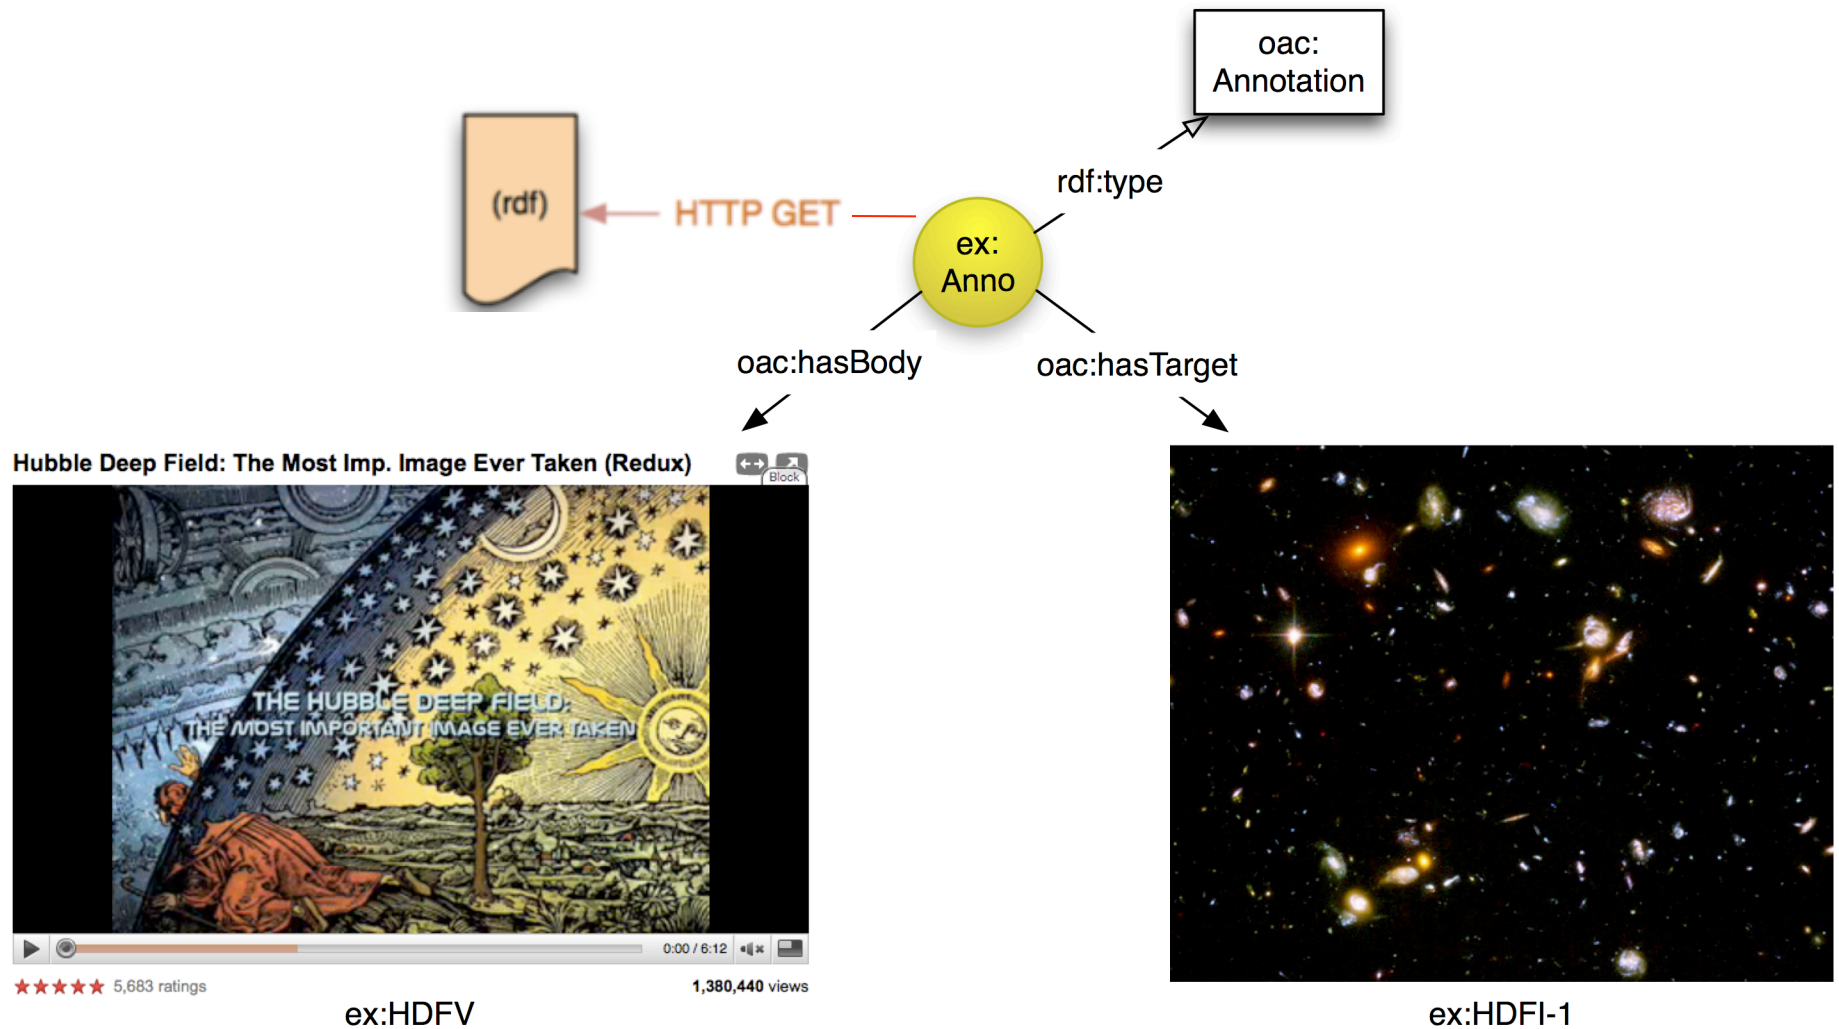 oac:
Annotation
(rdf)
HTTP GET
rdf:type
ex:
Anno
oac:hasBody
oac:hasTarget
Hubble Deep Field: The Most Imp. Image Ever Taken (Redux)
Block
THE HUBBLE DEEP FIELD:
THE MOST IMPORTANT IMAGE EVER TAKEN
0:00 / 6:12
5,683 ratings
1,380,440 views
ex:HDFV
ex:HDFI-1